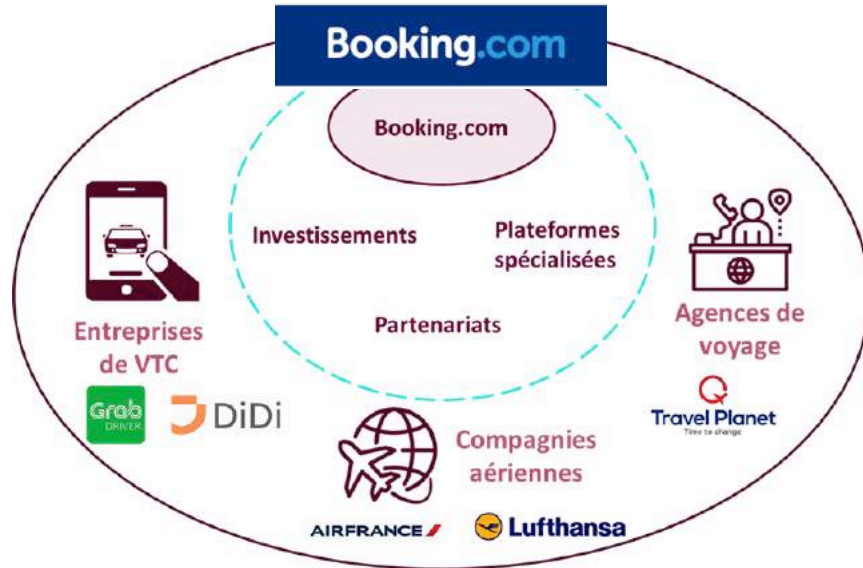 Booking.com
Booking.com
Investissements
Plateformes
spécialisées
Partenariats
Entreprises
de VTC
Grab
DRIVER
DiDi
Agences de
voyage
Travel Planet
Time to change
Compagnies
aériennes
AIRFRANCE
Lufthansa